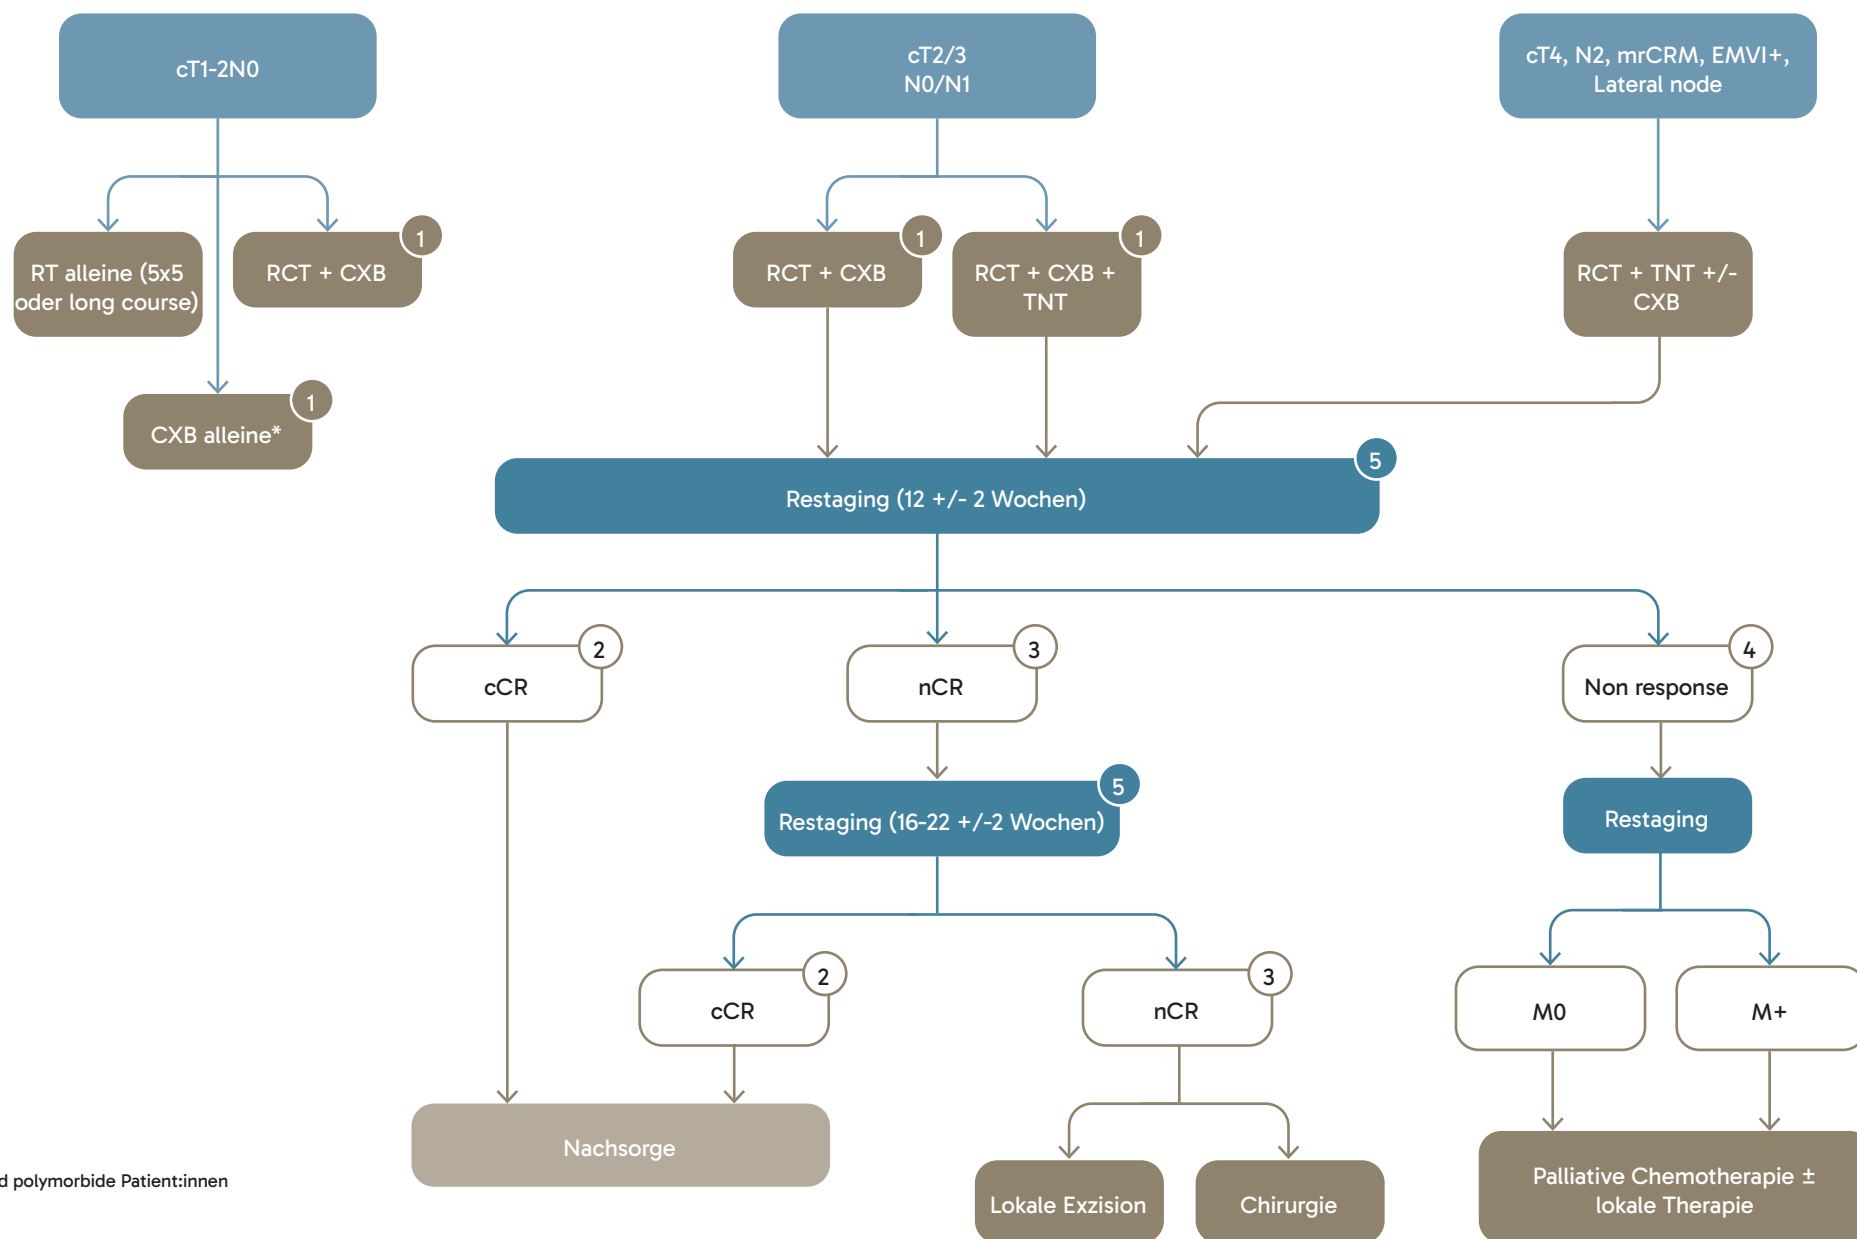 cT1-2N0
cT2/3
N0/N1
cT4, N2, mrCRM, EMVI+,
Lateral node
RT alleine (5x5
oder long course)
1
RCT + CXB
1
RCT + CXB
1
RCT + CXB +
TNT
RCT + TNT +/-
CXB
1
CXB alleine*
5
Restaging (12 +/- 2 Wochen)
2
cCR
3
nCR
4
Non response
5
Restaging (16-22 +/-2 Wochen)
Restaging
2
cCR
3
nCR
M0
M+
Nachsorge
Lokale Exzision
Chirurgie
Palliative Chemotherapie ±
lokale Therapie
polymorbide Patient:innen